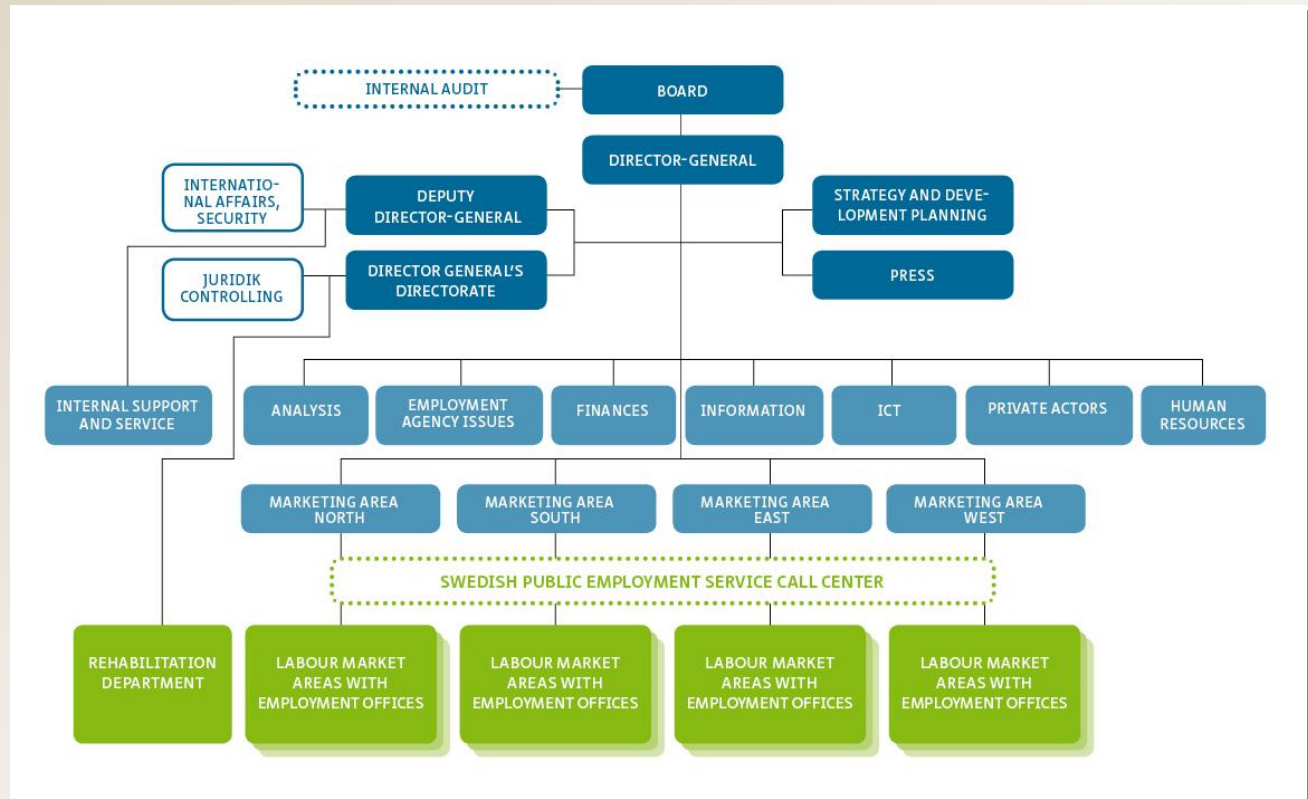 INTERNAL AUDIT
BOARD
DIRECTOR-GENERAL
INTERNATIO-
NAL AFFAIRS,
SECURITY
DEPUTY
DIRECTOR-GENERAL
STRATEGY AND DEVE-
LOPMENT PLANNING
JURIDIK
CONTROLLING
DIRECTOR GENERAL'S
DIRECTORATE
PRESS
INTERNAL SUPPORT
AND SERVICE
ANALYSIS
EMPLOYMENT
AGENCY ISSUES
FINANCES
INFORMATION
ICT
PRIVATE ACTORS
HUMAN
RESOURCES
MARKETING AREA
NORTH
MARKETING AREA
SOUTH
MARKETING AREA
EAST
MARKETING AREA
WEST
SWEDISH PUBLIC EMPLOYMENT SERVICE CALL CENTER
REHABILITATION
DEPARTMENT
LABOUR MARKET
AREAS WITH
EMPLOYMENT OFFICES
LABOUR MARKET
AREAS WITH
EMPLOYMENT OFFICES
LABOUR MARKET
AREAS WITH
EMPLOYMENT OFFICES
LABOUR MARKET
AREAS WITH
EMPLOYMENT OFFICES